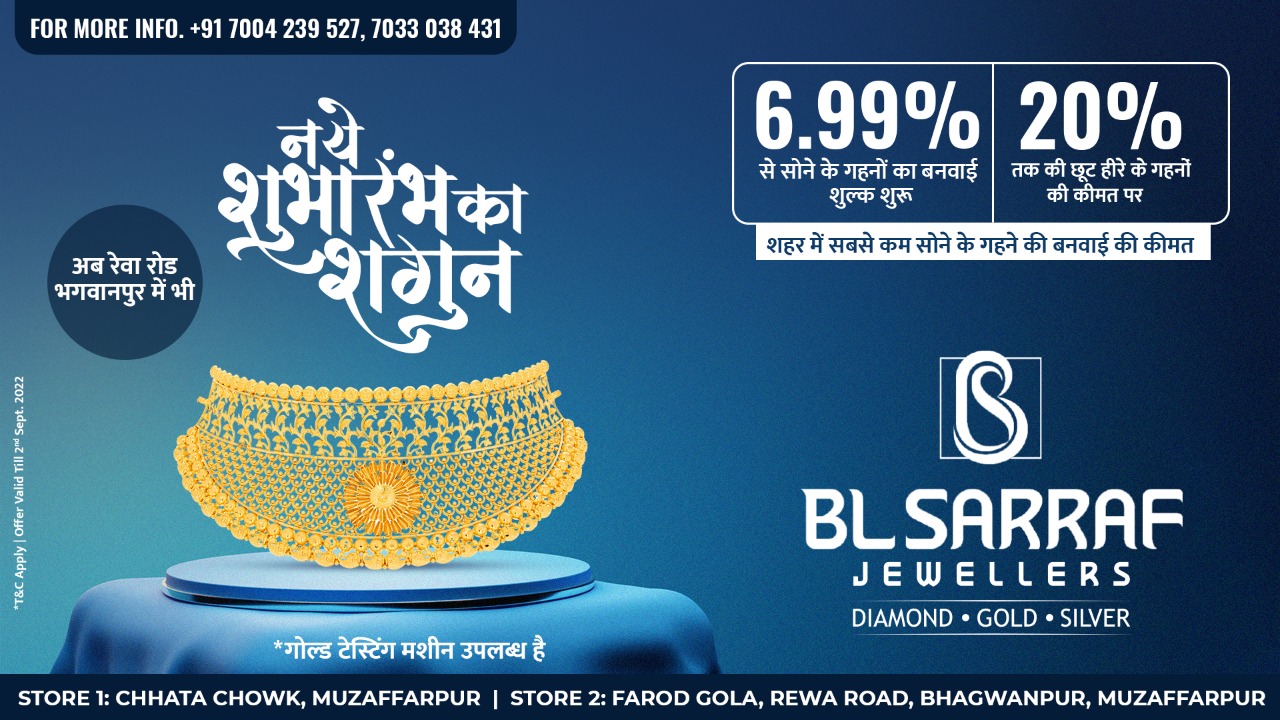 FOR MORE INFO. +91 7004 239 527, 7033 038 431
नये
शुभारंभ का
शगुन
अब रेवा रोड
भगवानपुर में भी
6.99%
से सोने के गहनों का बनवाई
शुल्क शुरू
20%
तक की छूट हीरे के गहनों
की कीमत पर
शहर में सबसे कम सोने के गहने की बनवाई की कीमत
*T&C Apply | Offer Valid Till 2nd Sept. 2022
BL SARRAF
JEWELLERS
DIAMOND • GOLD • SILVER
*गोल्ड टेस्टिंग मशीन उपलब्ध है
STORE 1: CHHATA CHOWK, MUZAFFARPUR | STORE 2: FAROD GOLA, REWA ROAD, BHAGWANPUR, MUZAFFARPUR